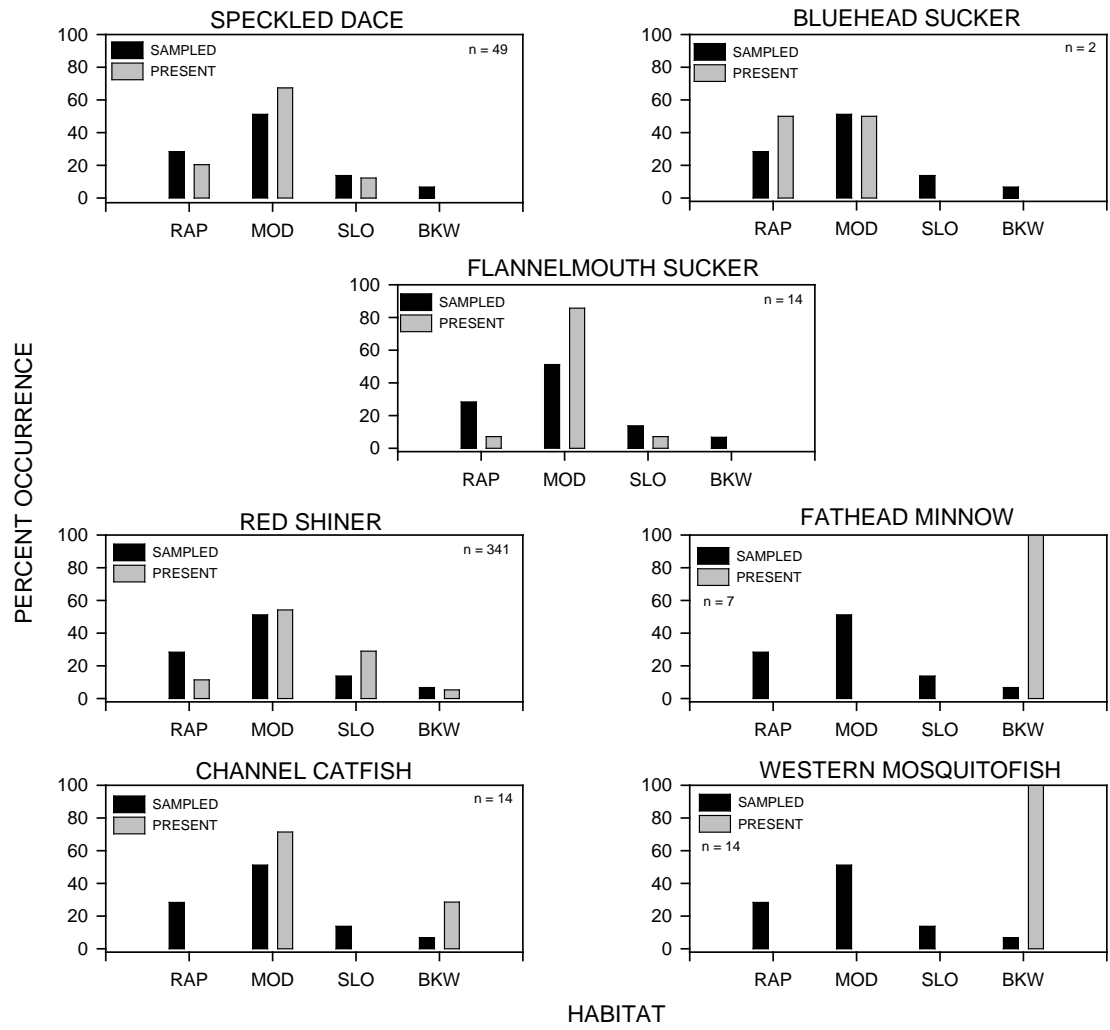 SPECKLED DACE
100
80
60
40
20
0
SAMPLED
PRESENT
n = 49
RAP MOD SLO BKW
BLUEHEAD SUCKER
100
80
60
40
20
0
SAMPLED
PRESENT
n = 2
RAP MOD SLO BKW
FLANNELMOUTH SUCKER
100
80
60
40
20
0
SAMPLED
PRESENT
n = 14
RAP MOD SLO BKW
PERCENT OCCURRENCE
RED SHINER
100
80
60
40
20
0
SAMPLED
PRESENT
n = 341
RAP MOD SLO BKW
FATHEAD MINNOW
100
80
60
40
20
0
SAMPLED
PRESENT
n = 7
RAP MOD SLO BKW
CHANNEL CATFISH
100
80
60
40
20
0
SAMPLED
PRESENT
n = 14
RAP MOD SLO BKW
WESTERN MOSQUITOFISH
100
80
60
40
20
0
SAMPLED
PRESENT
n = 14
RAP MOD SLO BKW
HABITAT